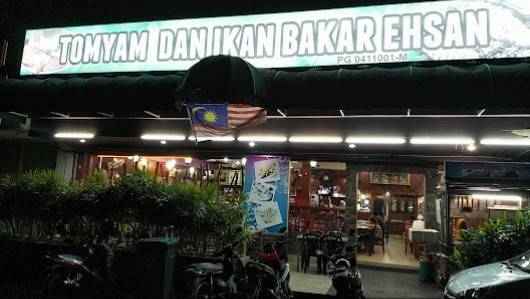 TOMYAM DAN IKAN BAKAR EHSAN
PG 0411001-M